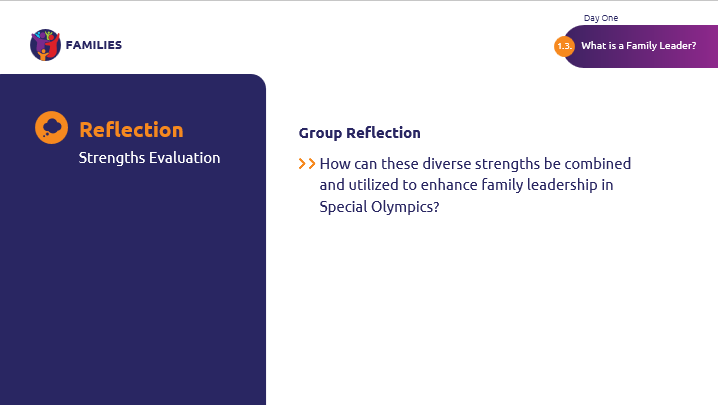 Day One
FAMILIES
1.3. What is a Family Leader?
Reflection
Strengths Evaluation
Group Reflection
How can these diverse strengths be combined
and utilized to enhance family leadership in
Special Olympics?